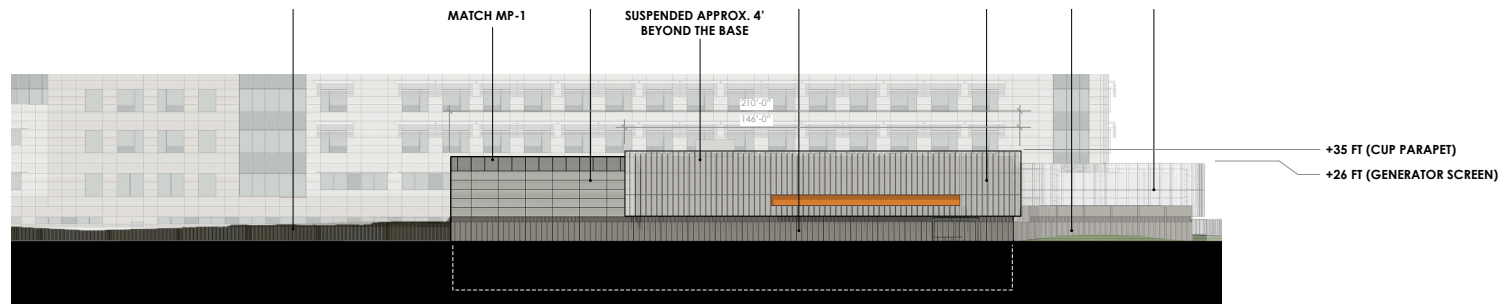 MATCH MP-1
SUSPENDED APPROX. 4'
BEYOND THE BASE
210'-0"
146'-0"
+35 FT (CUP PARAPET)
+26 FT (GENERATOR SCREEN)